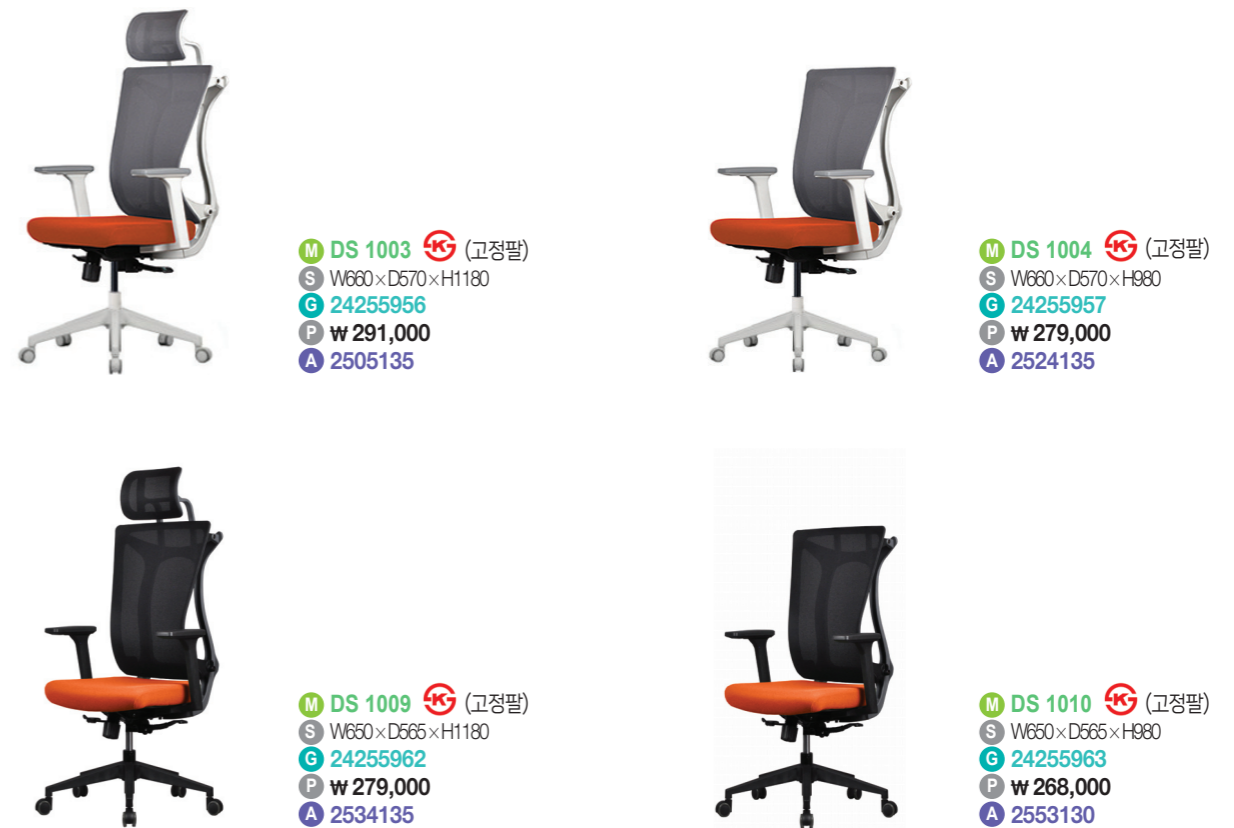 M DS 1003 K (고정팔)
S W660×D570×H1180
G 24255956
P ₩ 291,000
A 2505135
M DS 1004 K (고정팔)
S W660×D570×H980
G 24255957
P ₩ 279,000
A 2524135
M DS 1009 K (고정팔)
S W650×D565×H1180
G 24255962
P ₩ 279,000
A 2534135
M DS 1010 K (고정팔)
S W650×D565×H980
G 24255963
P ₩ 268,000
A 2553130